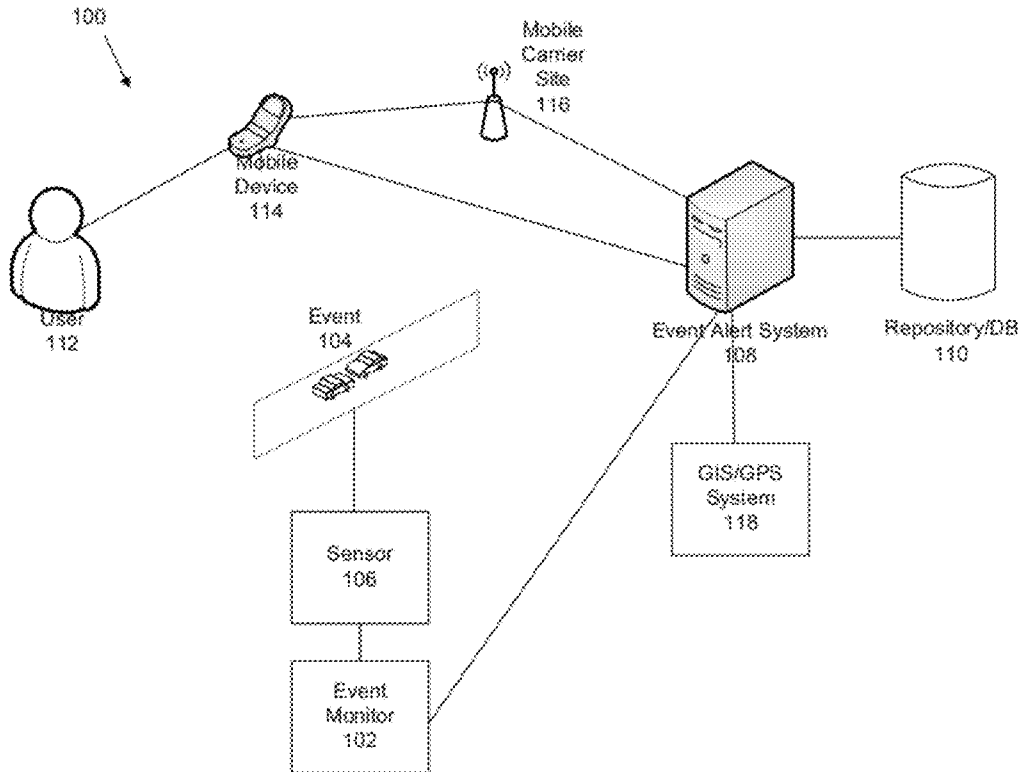 100
Mobile
Carrier
Site
116
Mobile
Device
114
User
112
Event
104
Event Alert System
108
Repository/DB
110
GIS/GPS
System
118
Sensor
106
Event
Monitor
102